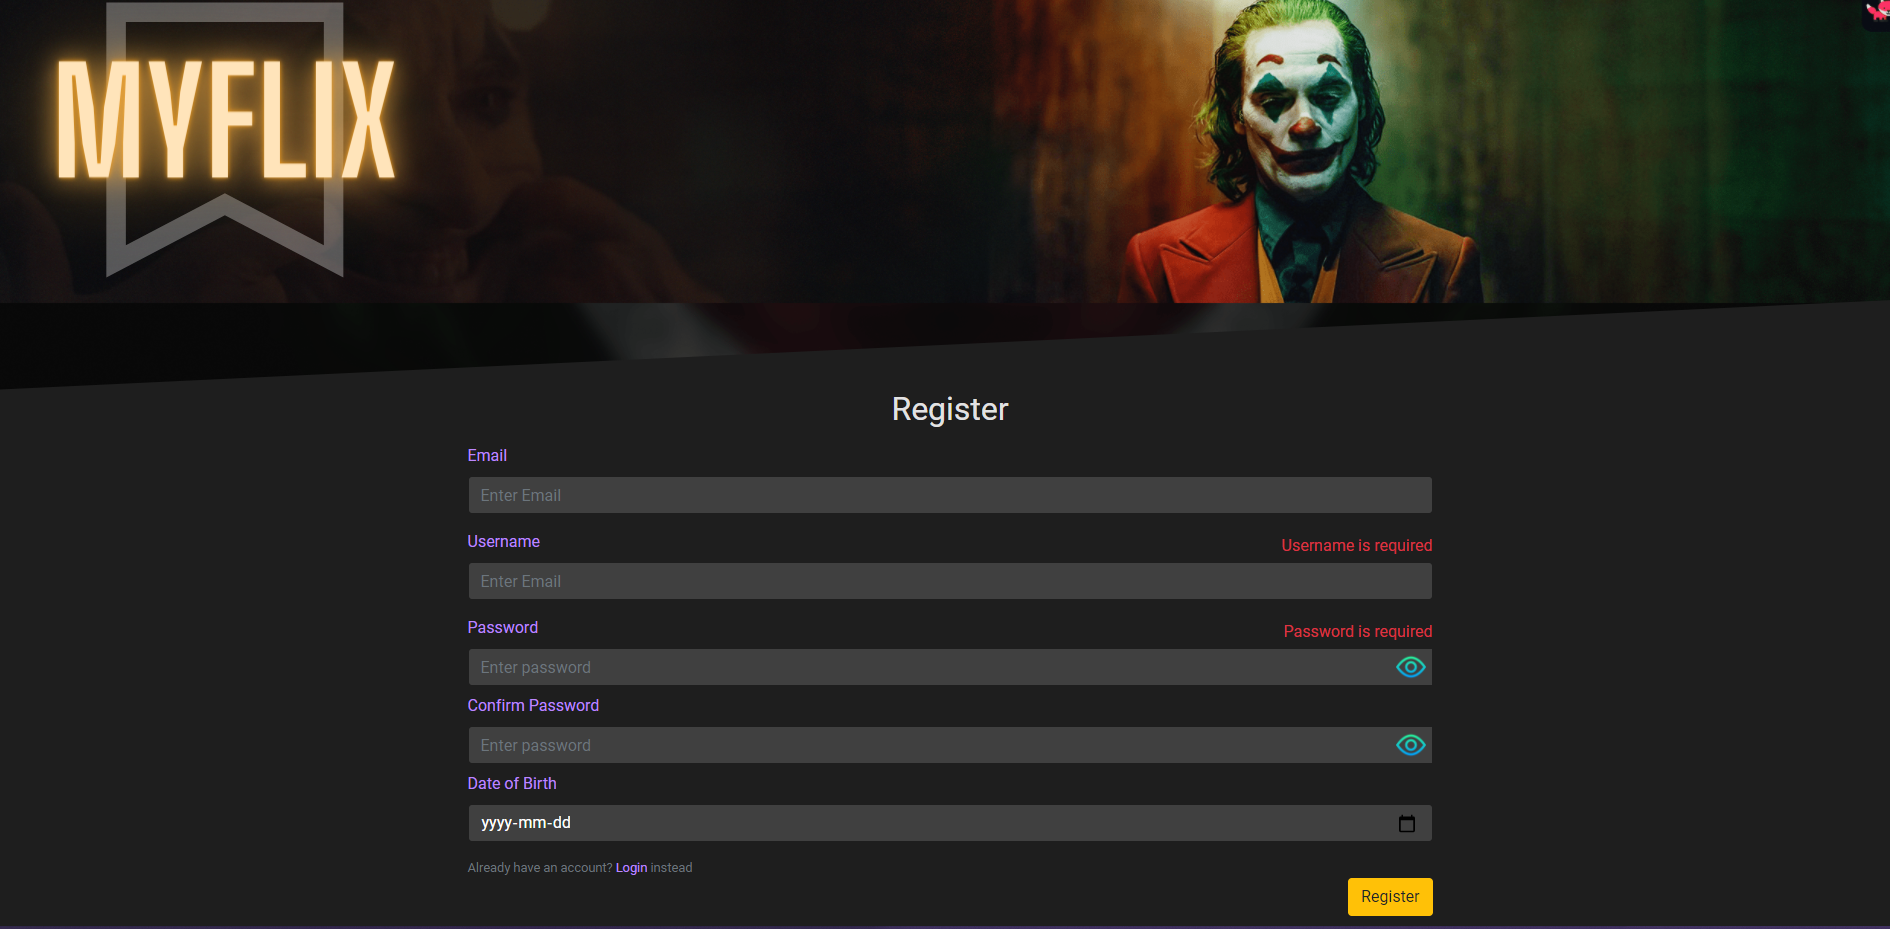 MYFLIX
Register
Email
Enter Email
Username
Username is required
Enter Email
Password
Password is required
Enter password
Confirm Password
Enter password
Date of Birth
yyyy-mm-dd
Already have an account? Login instead
Register